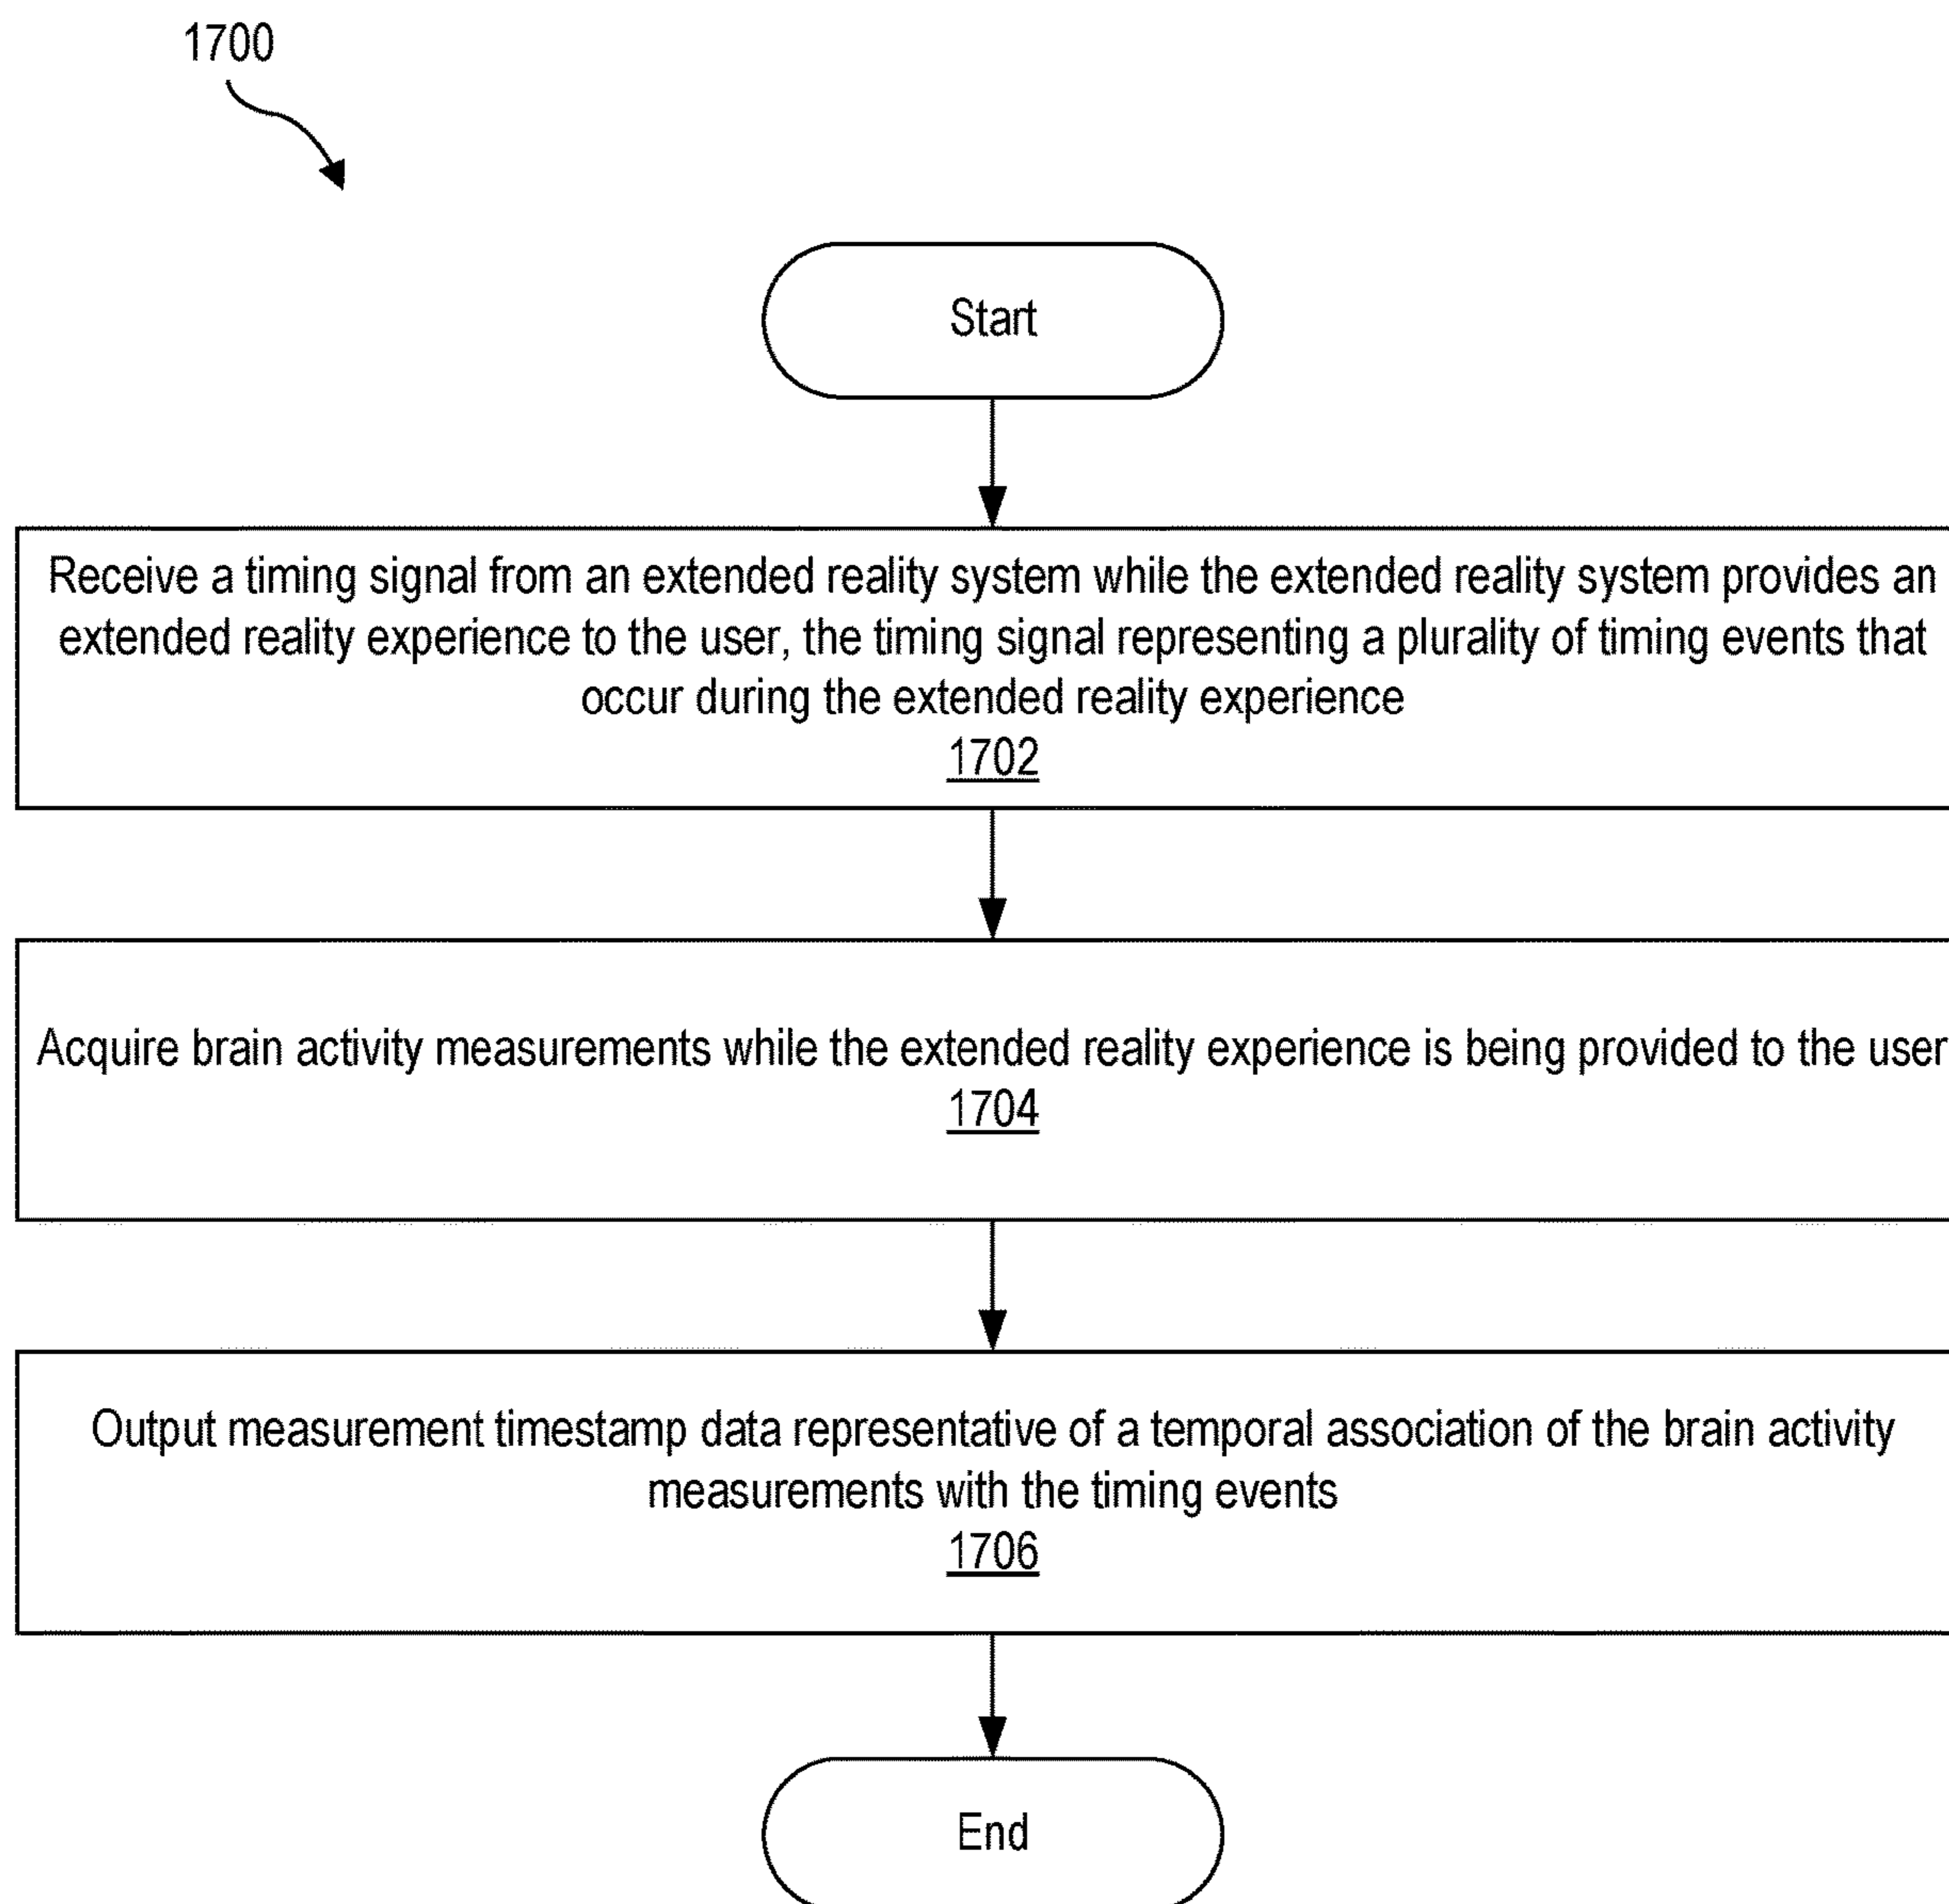 1700
Start
Receive a timing signal from an extended reality system while the extended reality system provides an
extended reality experience to the user, the timing signal representing a plurality of timing events that
occur during the extended reality experience
1702
Acquire brain activity measurements while the extended reality experience is being provided to the user
1704
Output measurement timestamp data representative of a temporal association of the brain activity
measurements with the timing events
1706
End